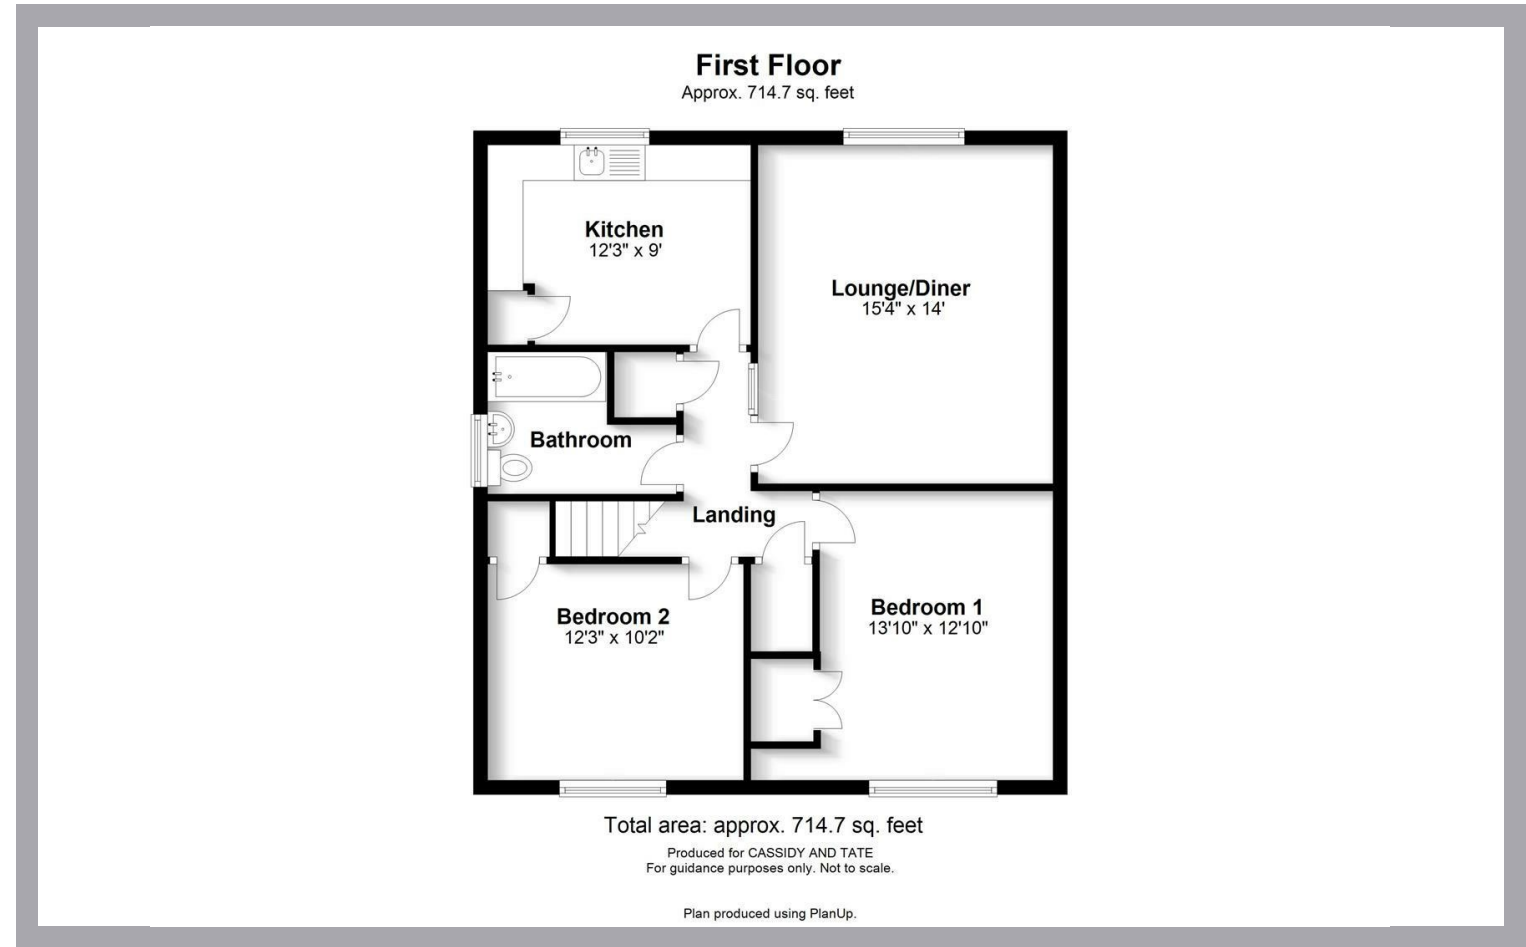 First Floor
Approx. 714.7 sq. feet
Kitchen
12'3" x 9'
Lounge/Diner
15'4" x 14'
Bathroom
Landing
Bedroom 2
12'3" x 10'2"
Bedroom 1
13'10" x 12'10"
Total area: approx. 714.7 sq. feet
Produced for CASSIDY AND TATE
For guidance purposes only. Not to scale.
Plan produced using PlanUp.